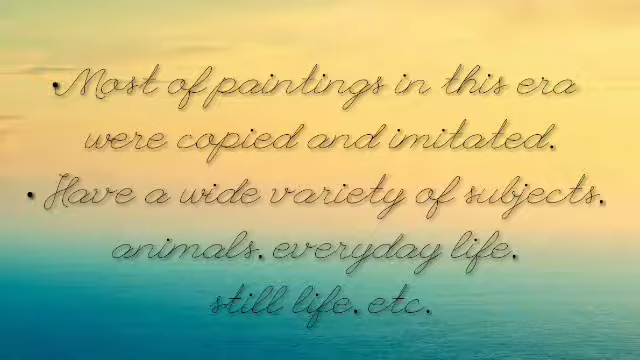 •Most of paintings in this era
were copied and imitated.
• Have a wide variety of subjects.
animals. everyday life.
still life. etc.